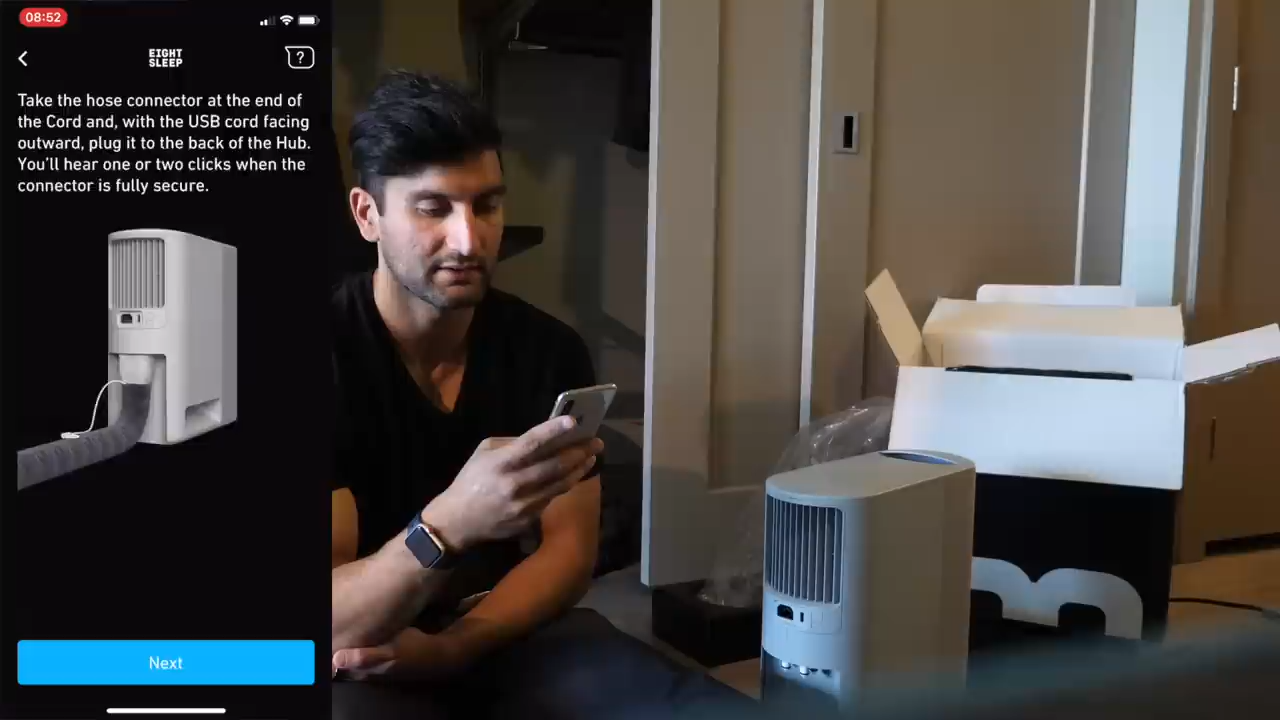 08:52
EIGHT
SLEEP
?
Take the hose connector at the end of
the Cord and, with the USB cord facing
outward, plug it to the back of the Hub.
You'll hear one or two clicks when the
connector is fully secure.
Next